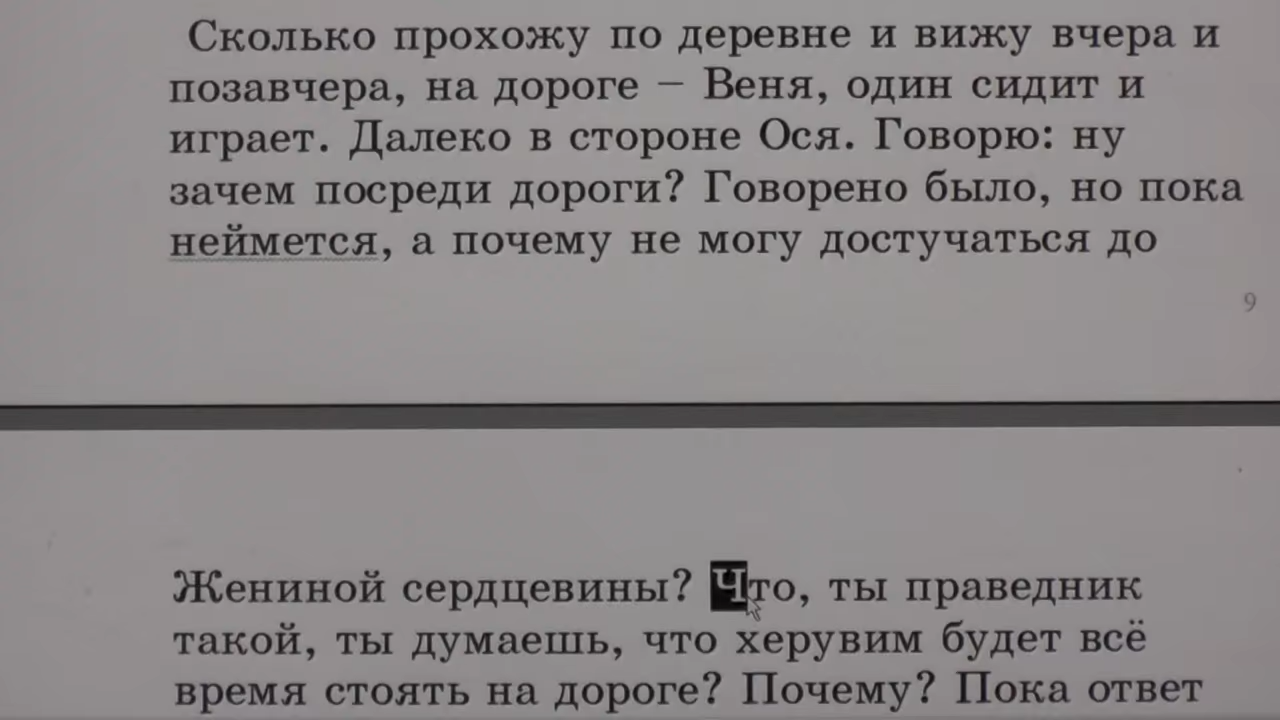 Сколько прохожу по деревне и вижу вчера и
позавчера, на дороге – Веня, один сидит и
играет. Далеко в стороне Ося. Говорю: ну
зачем посреди дороги? Говорено было, но пока
неймется, а почему не могу достучаться до
9
Жениной сердцевины? Что, ты праведник
такой, ты думаешь, что херувим будет всё
время стоять на дороге? Почему? Пока ответ